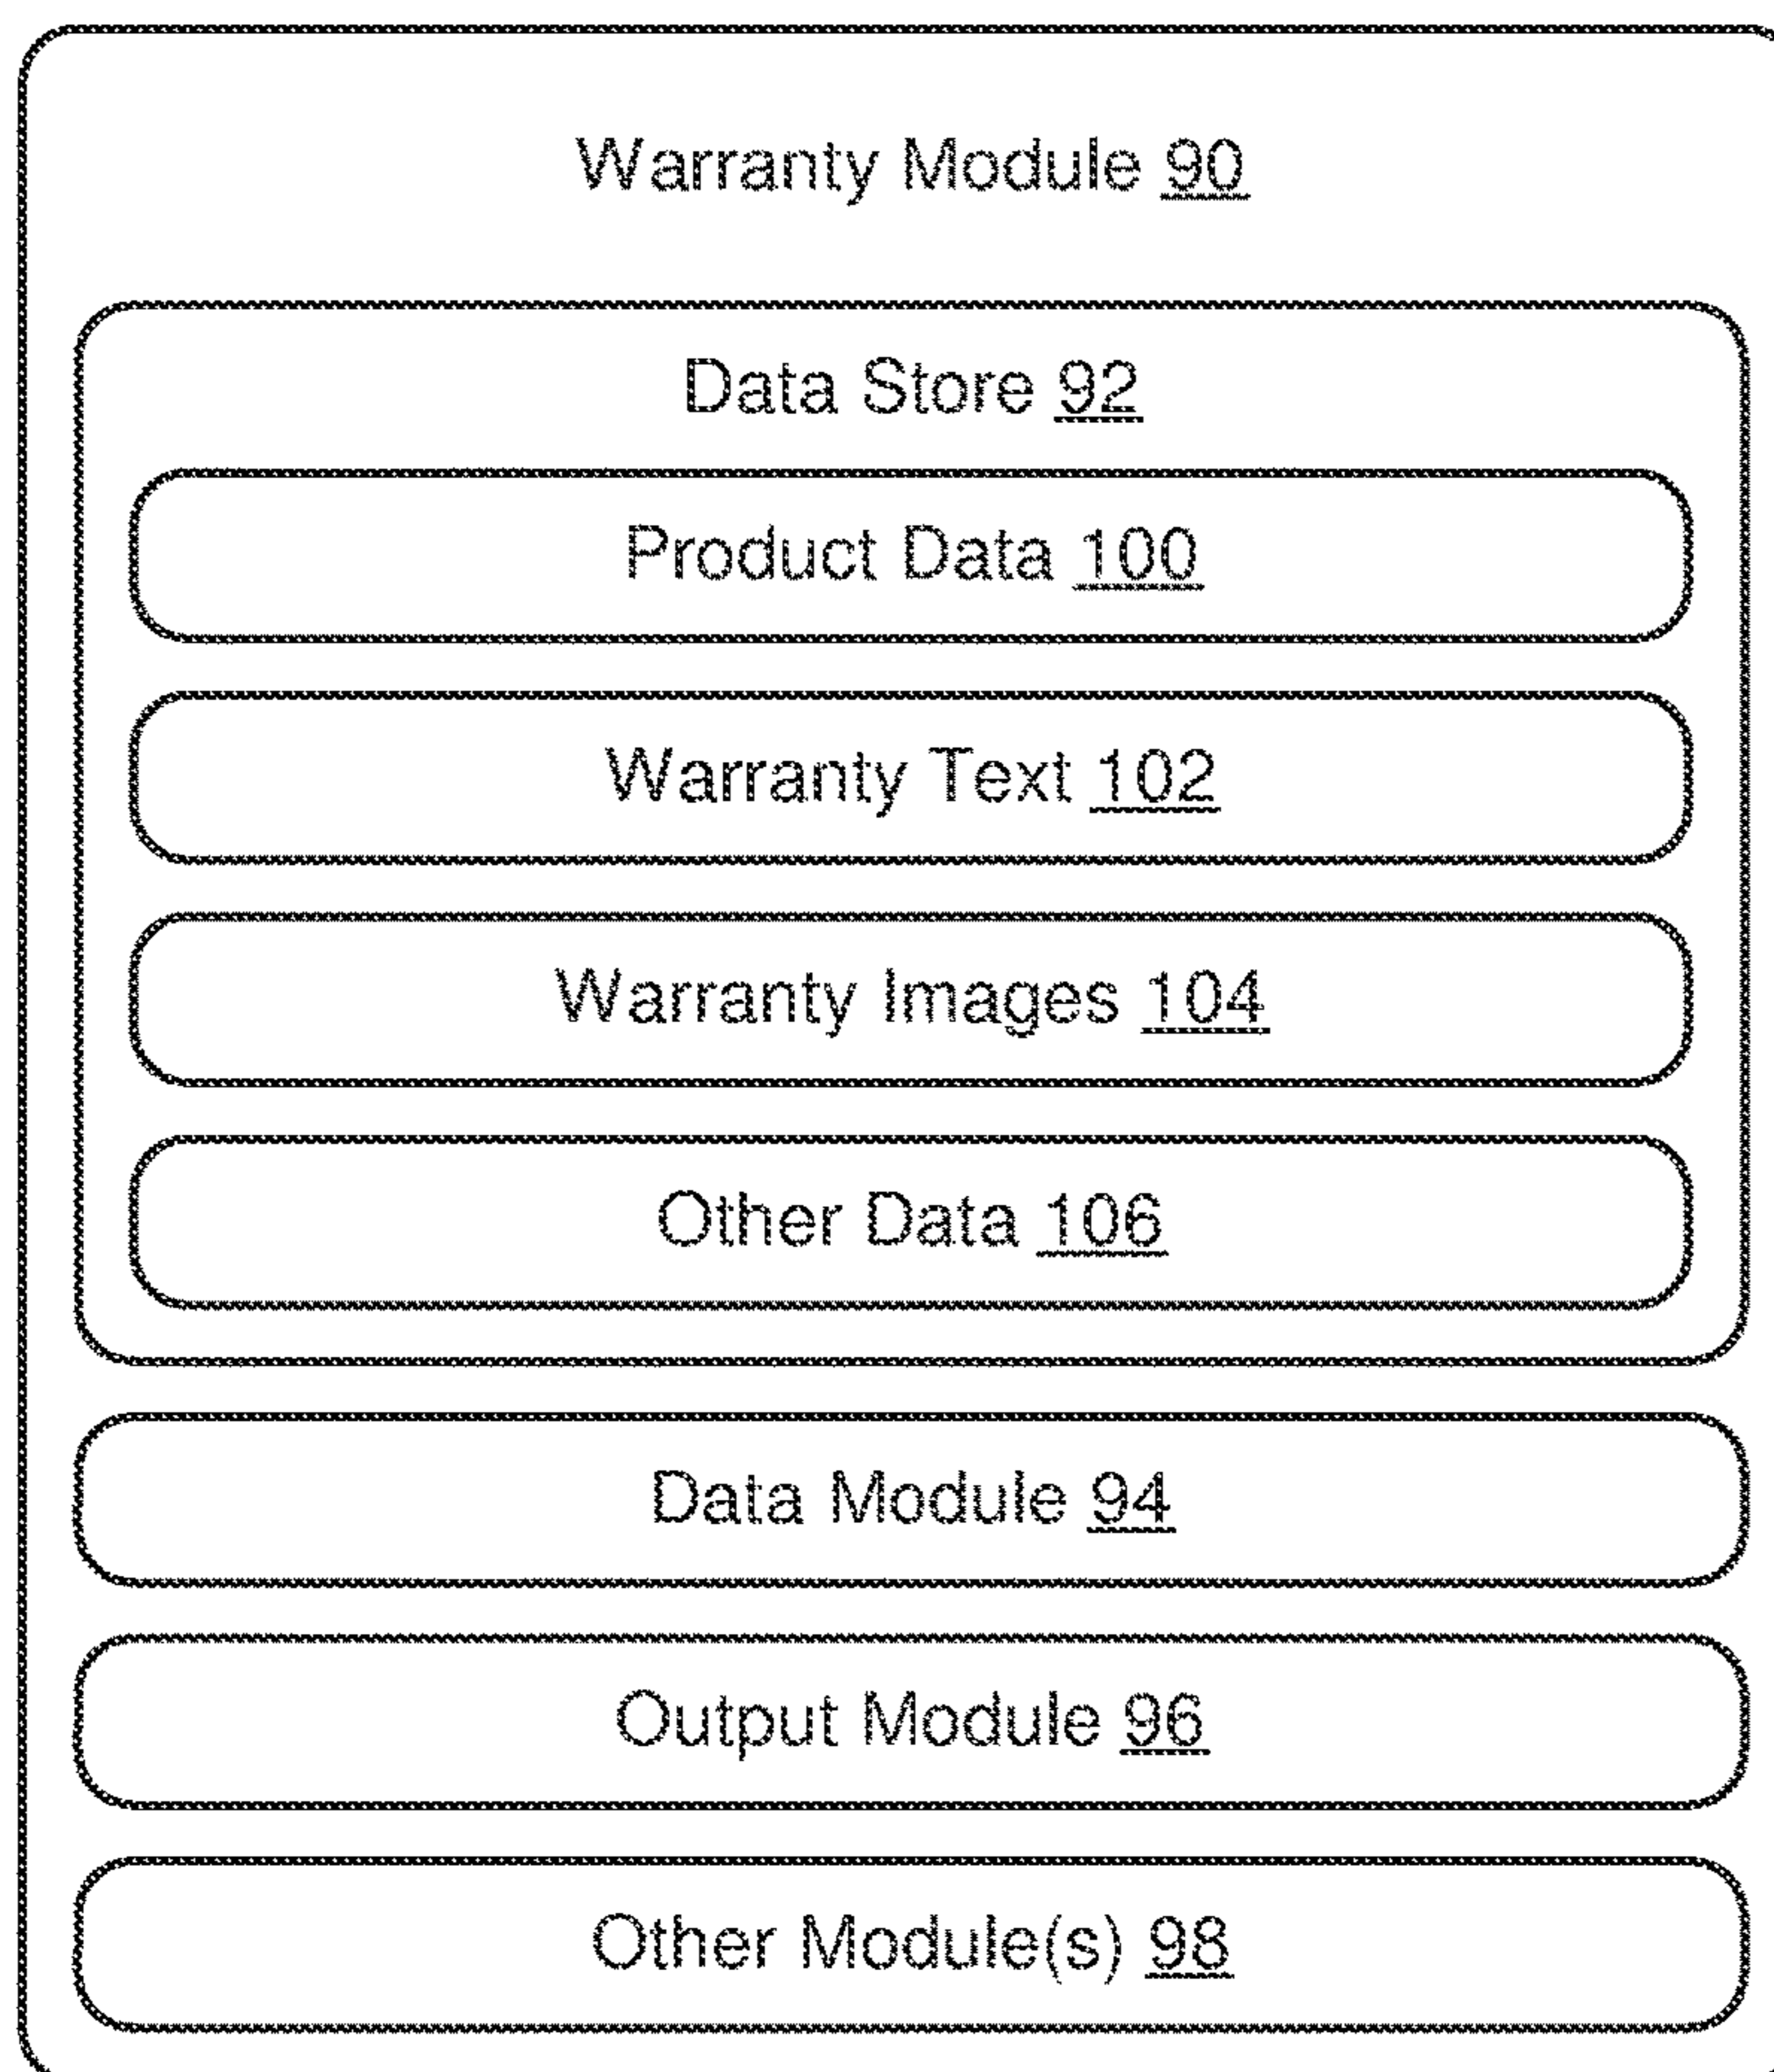 Warranty Module 90
Data Store 92
Product Data 100
Warranty Text 102
Warranty Images 104
Other Data 106
Data Module 94
Output Module 96
Other Module(s) 98